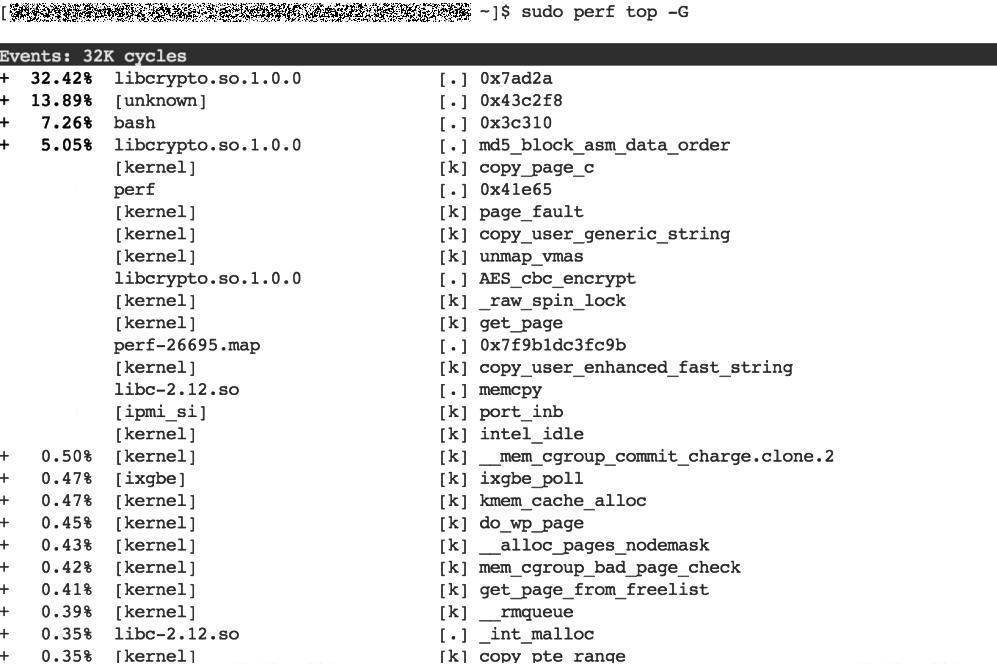 [ ~]$ sudo perf top -G
Events: 32K cycles
+ 32.42% libcrypto.so.1.0.0 [.] 0x7ad2a
+ 13.89% [unknown] [.] 0x43c2f8
+ 7.26% bash [.] 0x3c310
+ 5.05% libcrypto.so.1.0.0 [.] md5_block_asm_data_order
[kernel] [k] copy_page_c
perf [.] 0x41e65
[kernel] [k] page_fault
[kernel] [k] copy_user_generic_string
[kernel] [k] unmap_vmas
libcrypto.so.1.0.0 [.] AES_cbc_encrypt
[kernel] [k] _raw_spin_lock
[kernel] [k] get_page
perf-26695.map [.] 0x7f9b1dc3fc9b
[kernel] [k] copy_user_enhanced_fast_string
libc-2.12.so [.] memcpy
[ipmi_si] [k] port_inb
[kernel] [k] intel_idle
+ 0.50% [kernel] [k] __mem_cgroup_commit_charge.clone.2
+ 0.47% [ixgbe] [k] ixgbe_poll
+ 0.47% [kernel] [k] kmem_cache_alloc
+ 0.45% [kernel] [k] do_wp_page
+ 0.43% [kernel] [k] __alloc_pages_nodemask
+ 0.42% [kernel] [k] mem_cgroup_bad_page_check
+ 0.41% [kernel] [k] get_page_from_freelist
+ 0.39% [kernel] [k] __rmqueue
+ 0.35% libc-2.12.so [.] _int_malloc
+ 0.35% [kernel] [k] copy_pte_range